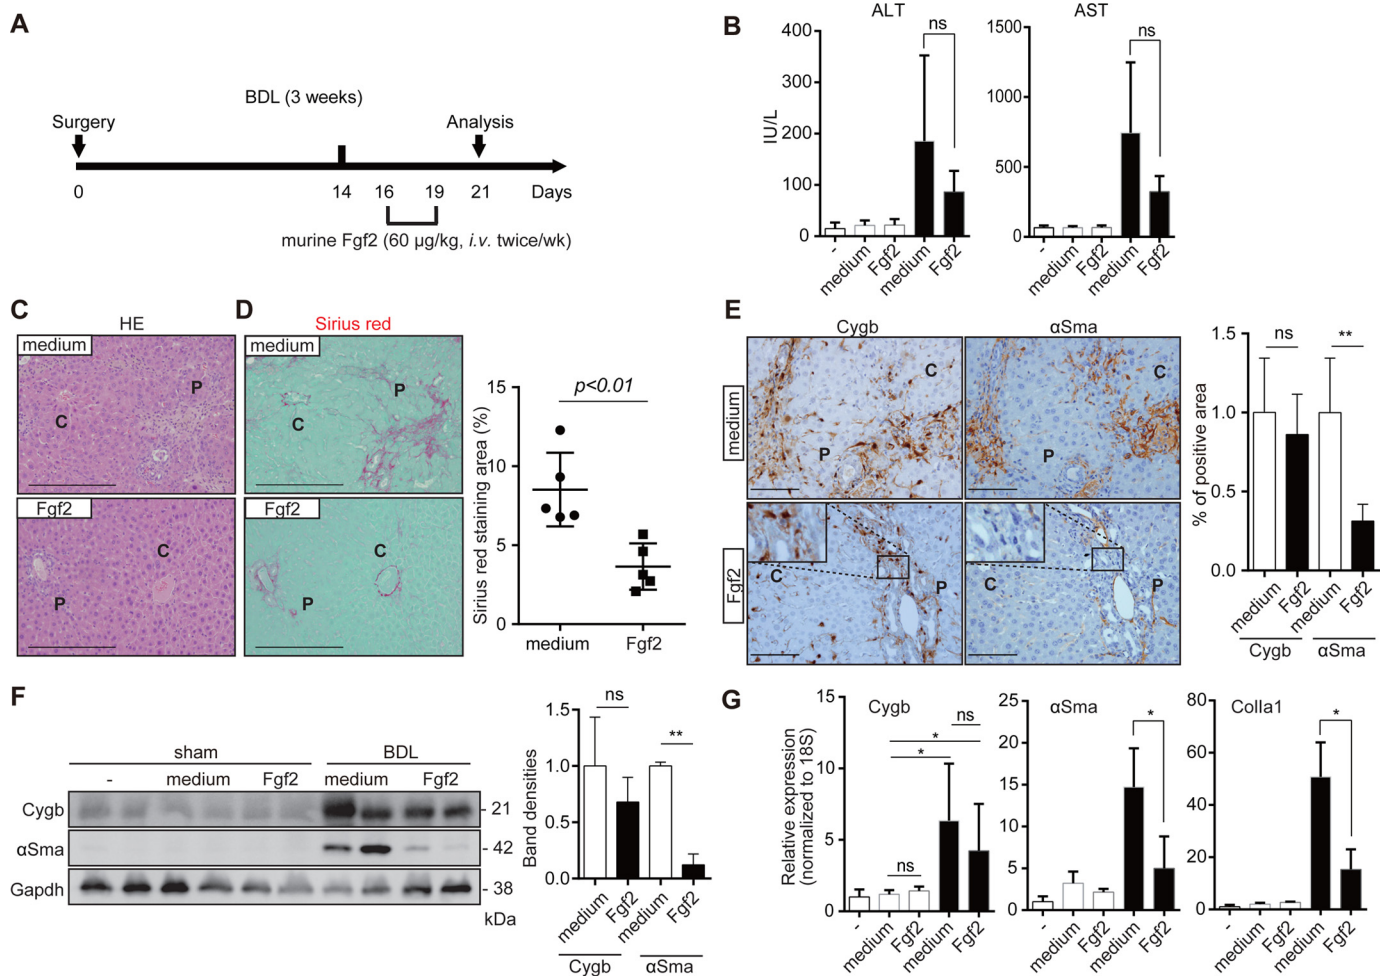 A
BDL (3 weeks)
Surgery
Analysis
0
14
16
19
21
Days
murine Fgf2 (60 µg/kg, i.v. twice/wk)
B
ALT
AST
ns
ns
IU/L
400
300
200
100
0
1500
1000
500
0
-
medium
Fgf2
medium
Fgf2
-
medium
Fgf2
medium
Fgf2
C
HE
medium
P
C
Fgf2
C
P
D
Sirius red
medium
P
C
Fgf2
C
P
Sirius red staining area (%)
15
10
5
0
p<0.01
medium
Fgf2
E
Cygb
αSma
medium
C
P
C
P
Fgf2
C
P
C
P
% of positive area
1.5
1.0
0.5
0.0
ns
**
medium
Fgf2
medium
Fgf2
Cygb
αSma
F
sham
BDL
-
medium
Fgf2
medium
Fgf2
Cygb
- 21
αSma
- 42
Gapdh
- 38
kDa
Band densities
1.5
1.0
0.5
0.0
ns
**
medium
Fgf2
medium
Fgf2
Cygb
αSma
G
Relative expression
(normalized to 18S)
Cygb
15
10
5
0
ns
*
*
ns
-
medium
Fgf2
medium
Fgf2
αSma
25
20
15
10
5
0
*
-
medium
Fgf2
medium
Fgf2
Colla1
80
60
40
20
0
*
-
medium
Fgf2
medium
Fgf2